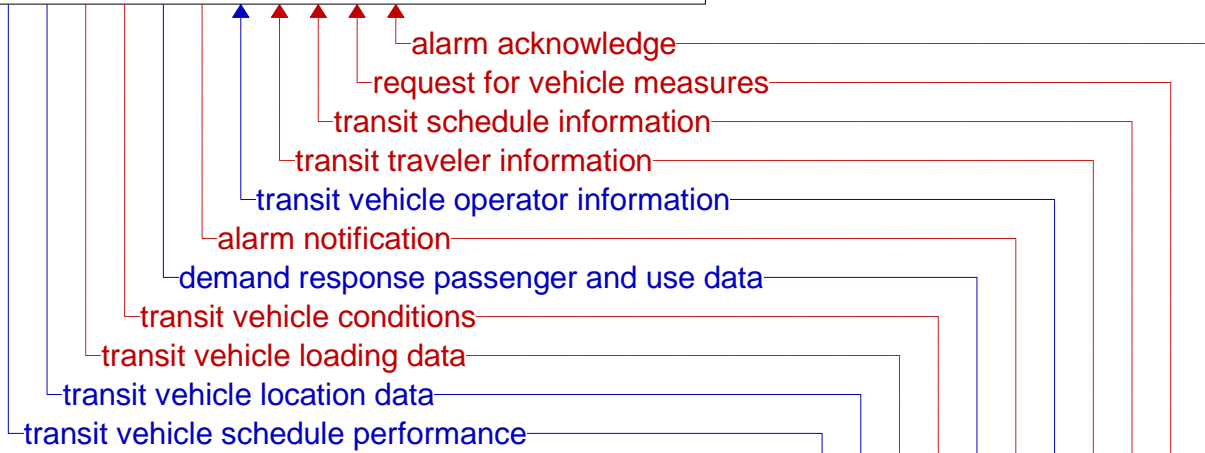 alarm acknowledge
request for vehicle measures
transit schedule information
transit traveler information
transit vehicle operator information
alarm notification
demand response passenger and use data
transit vehicle conditions
transit vehicle loading data
transit vehicle location data
transit vehicle schedule performance